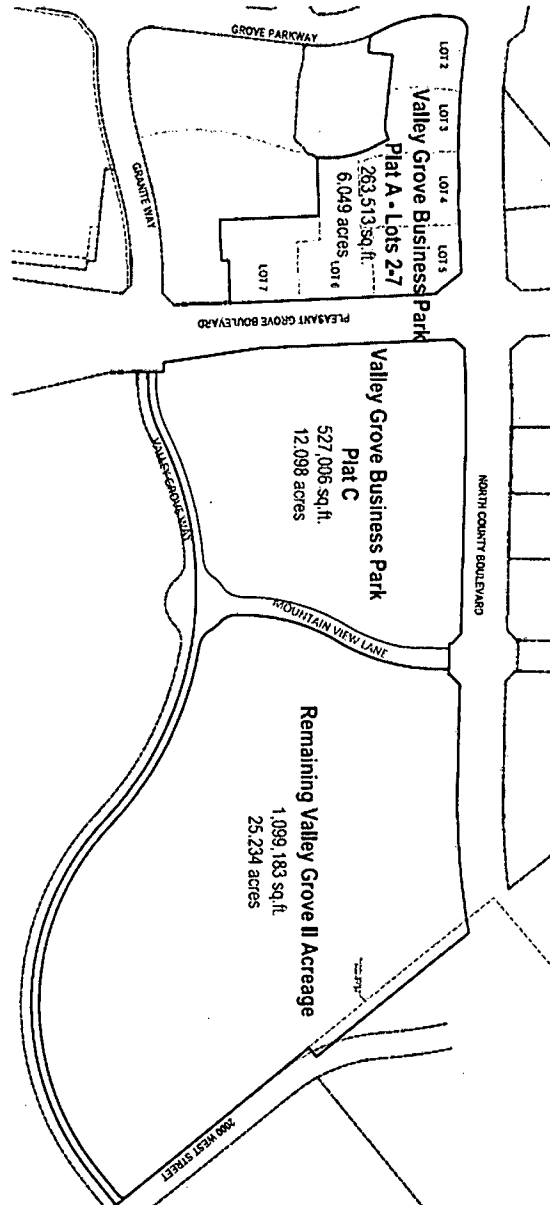 GROVE PARKWAY
LOT 2
LOT 3
LOT 4
LOT 5
Valley Grove Business Park
Plat A - Lots 2-7
263,513 sq.ft.
6.049 acres
LOT 6
LOT 7
GRANITE WAY
PLEASANT GROVE BOULEVARD
Valley Grove Business Park
Plat C
527,006 sq.ft.
12.098 acres
VALLEY GROVE WAY
NORTH COUNTY BOULEVARD
MOUNTAIN VIEW LANE
Remaining Valley Grove II Acreage
1,099,183 sq.ft.
25.234 acres
2000 WEST STREET